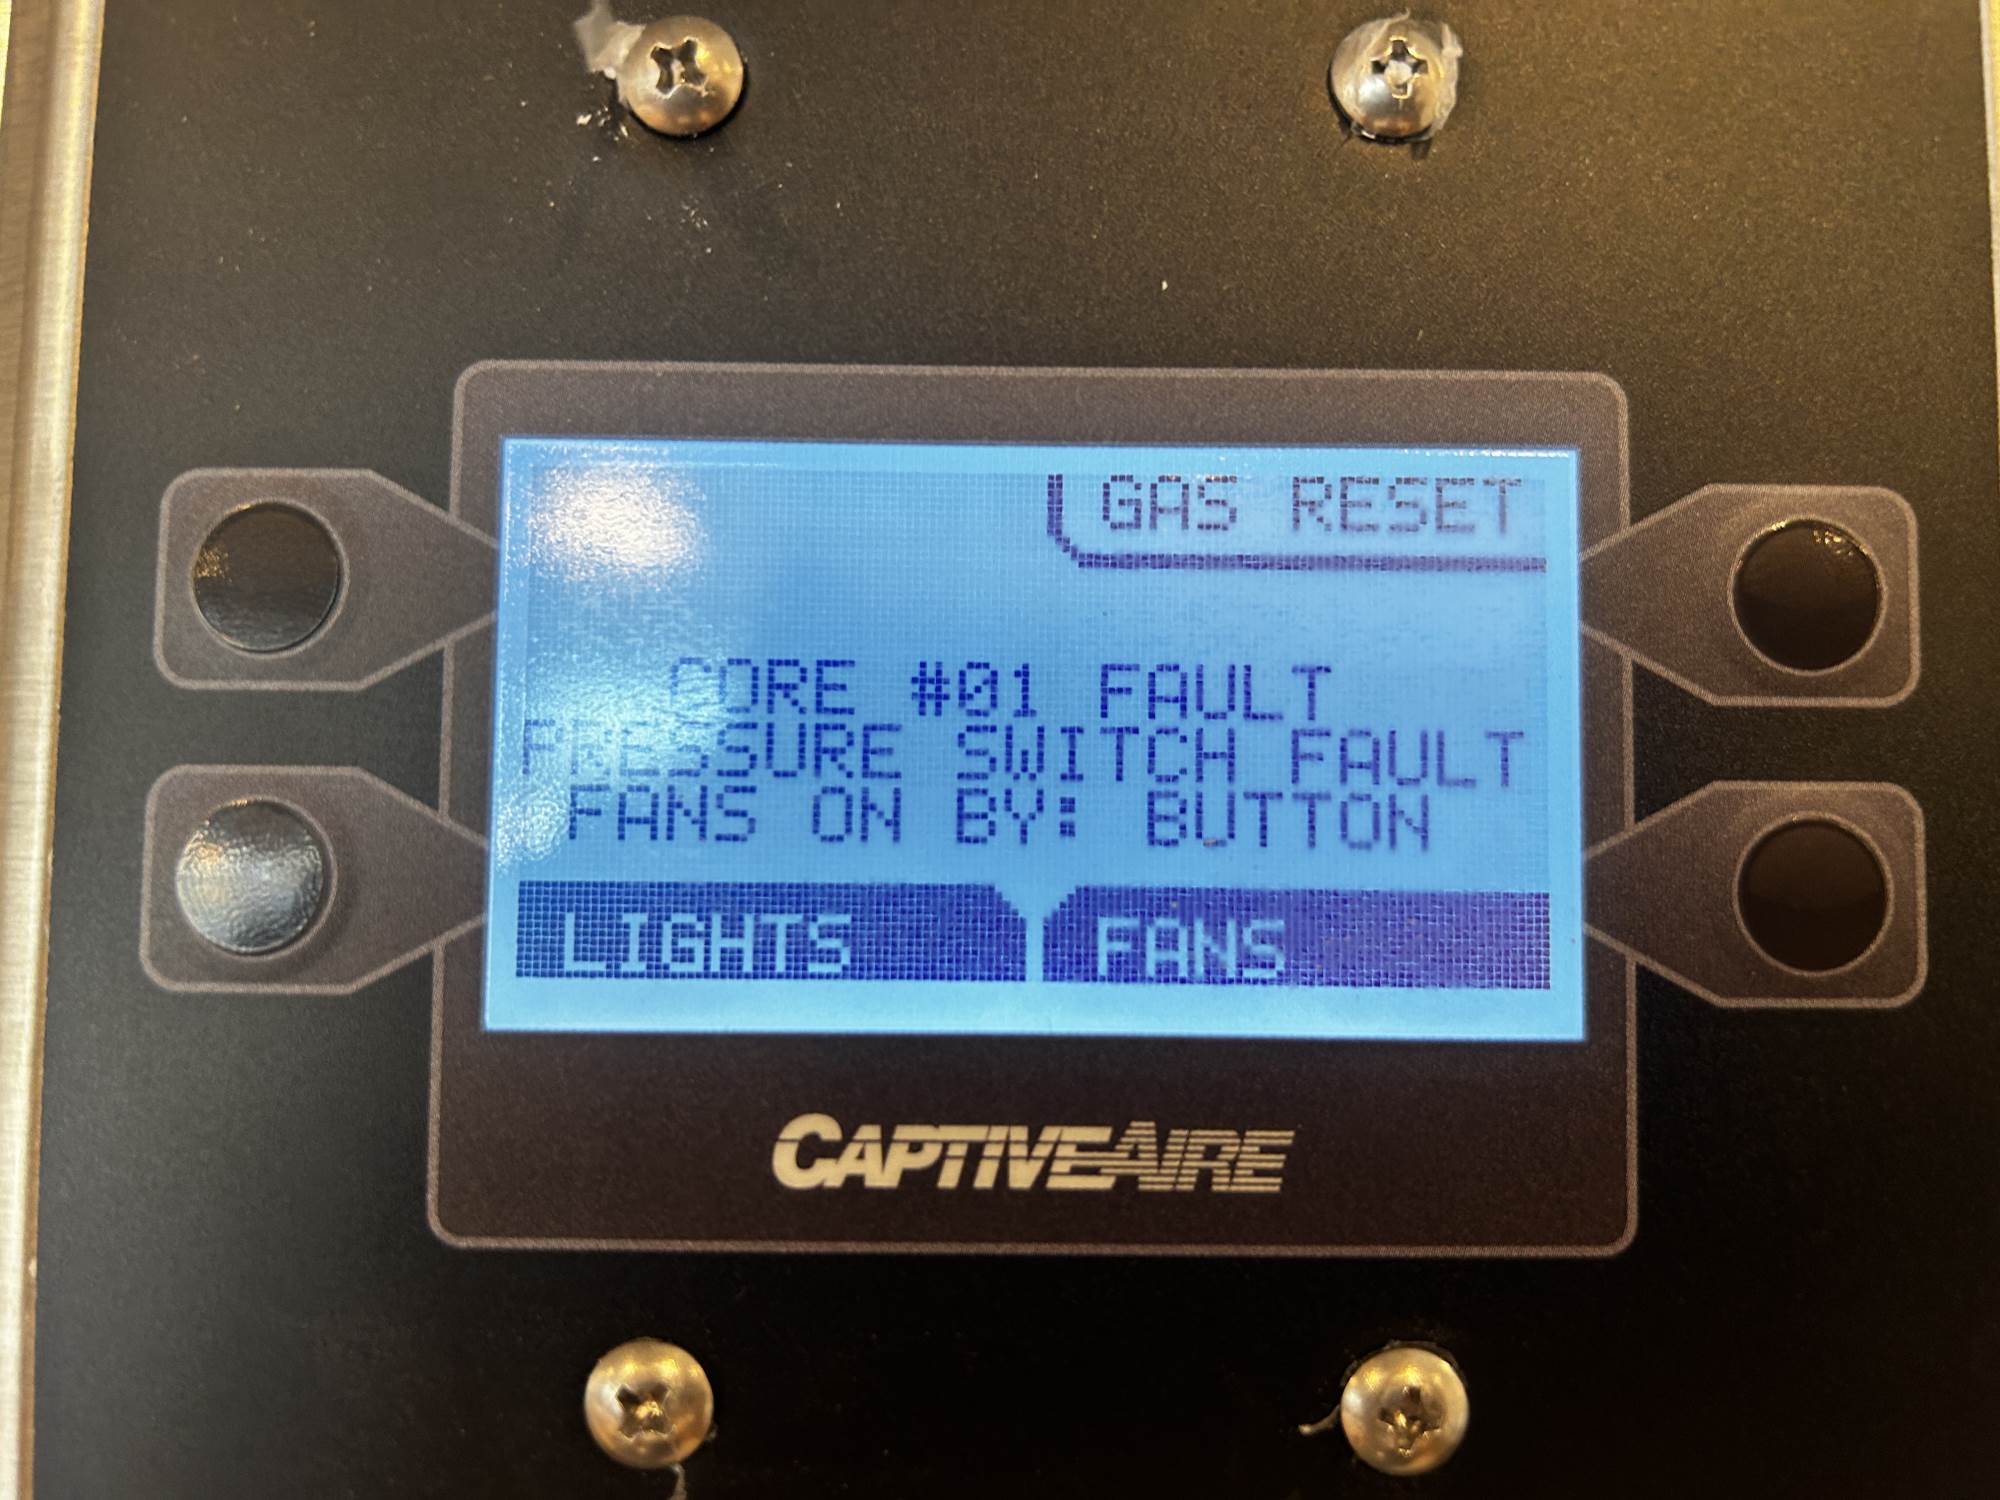 GAS RESET
CORE #01 FAULT
PRESSURE SWITCH FAULT
FANS ON BY: BUTTON
LIGHTS FANS
CAPTIVEAIRE